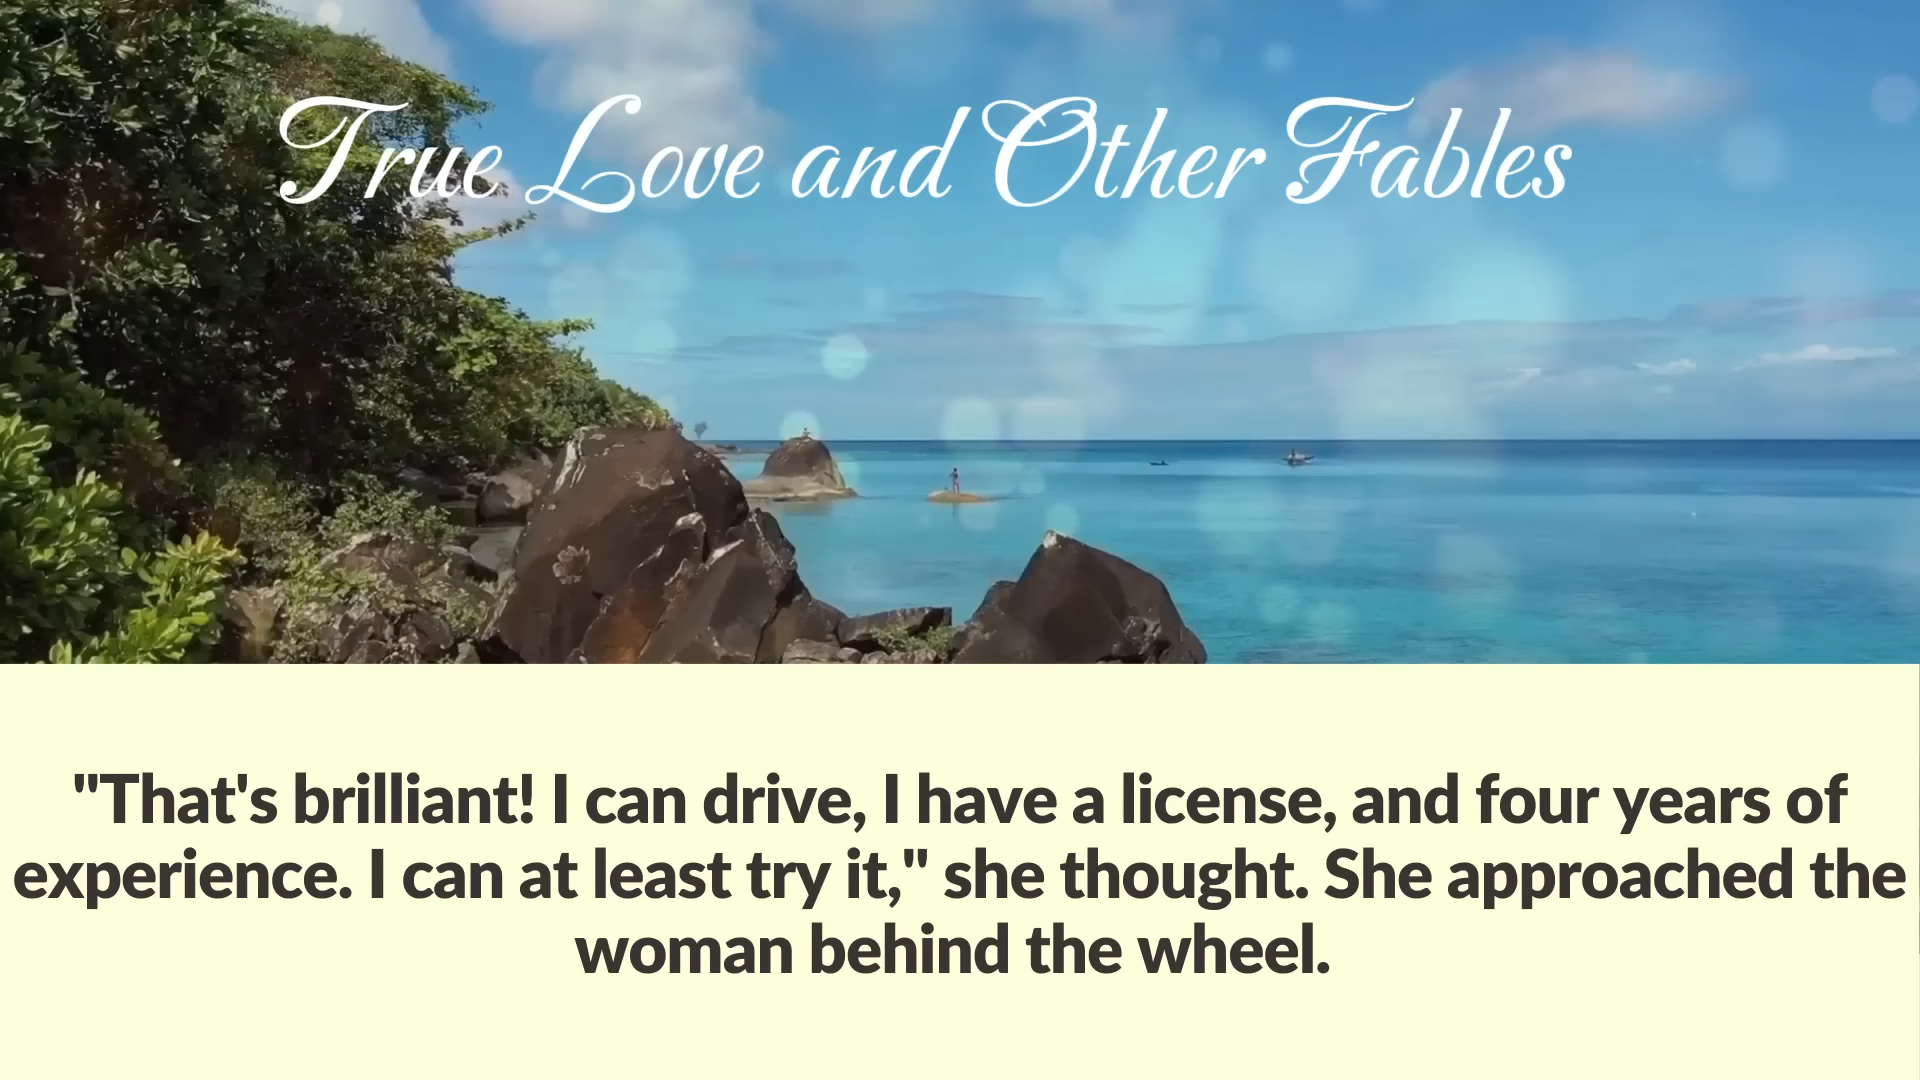 True Love and Other Fables
"That's brilliant! I can drive, I have a license, and four years of
experience. I can at least try it," she thought. She approached the
woman behind the wheel.